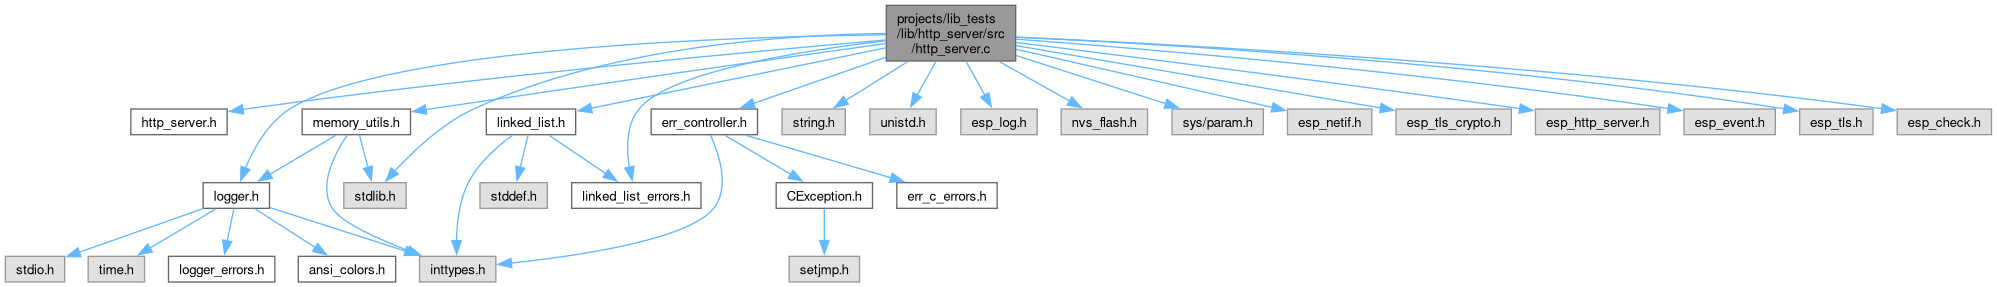 projects/lib_tests
/lib/http_server/src
/http_server.c
http_server.h
memory_utils.h
linked_list.h
err_controller.h
string.h
unistd.h
esp_log.h
nvs_flash.h
sys/param.h
esp_netif.h
esp_tls_crypto.h
esp_http_server.h
esp_event.h
esp_tls.h
esp_check.h
logger.h
stdlib.h
stddef.h
linked_list_errors.h
CException.h
err_c_errors.h
stdio.h
time.h
logger_errors.h
ansi_colors.h
inttypes.h
setjmp.h